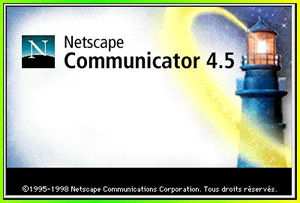 N
Netscape
Communicator 4.5
©1995-1998 Netscape Communications Corporation. Tous droits réservés.